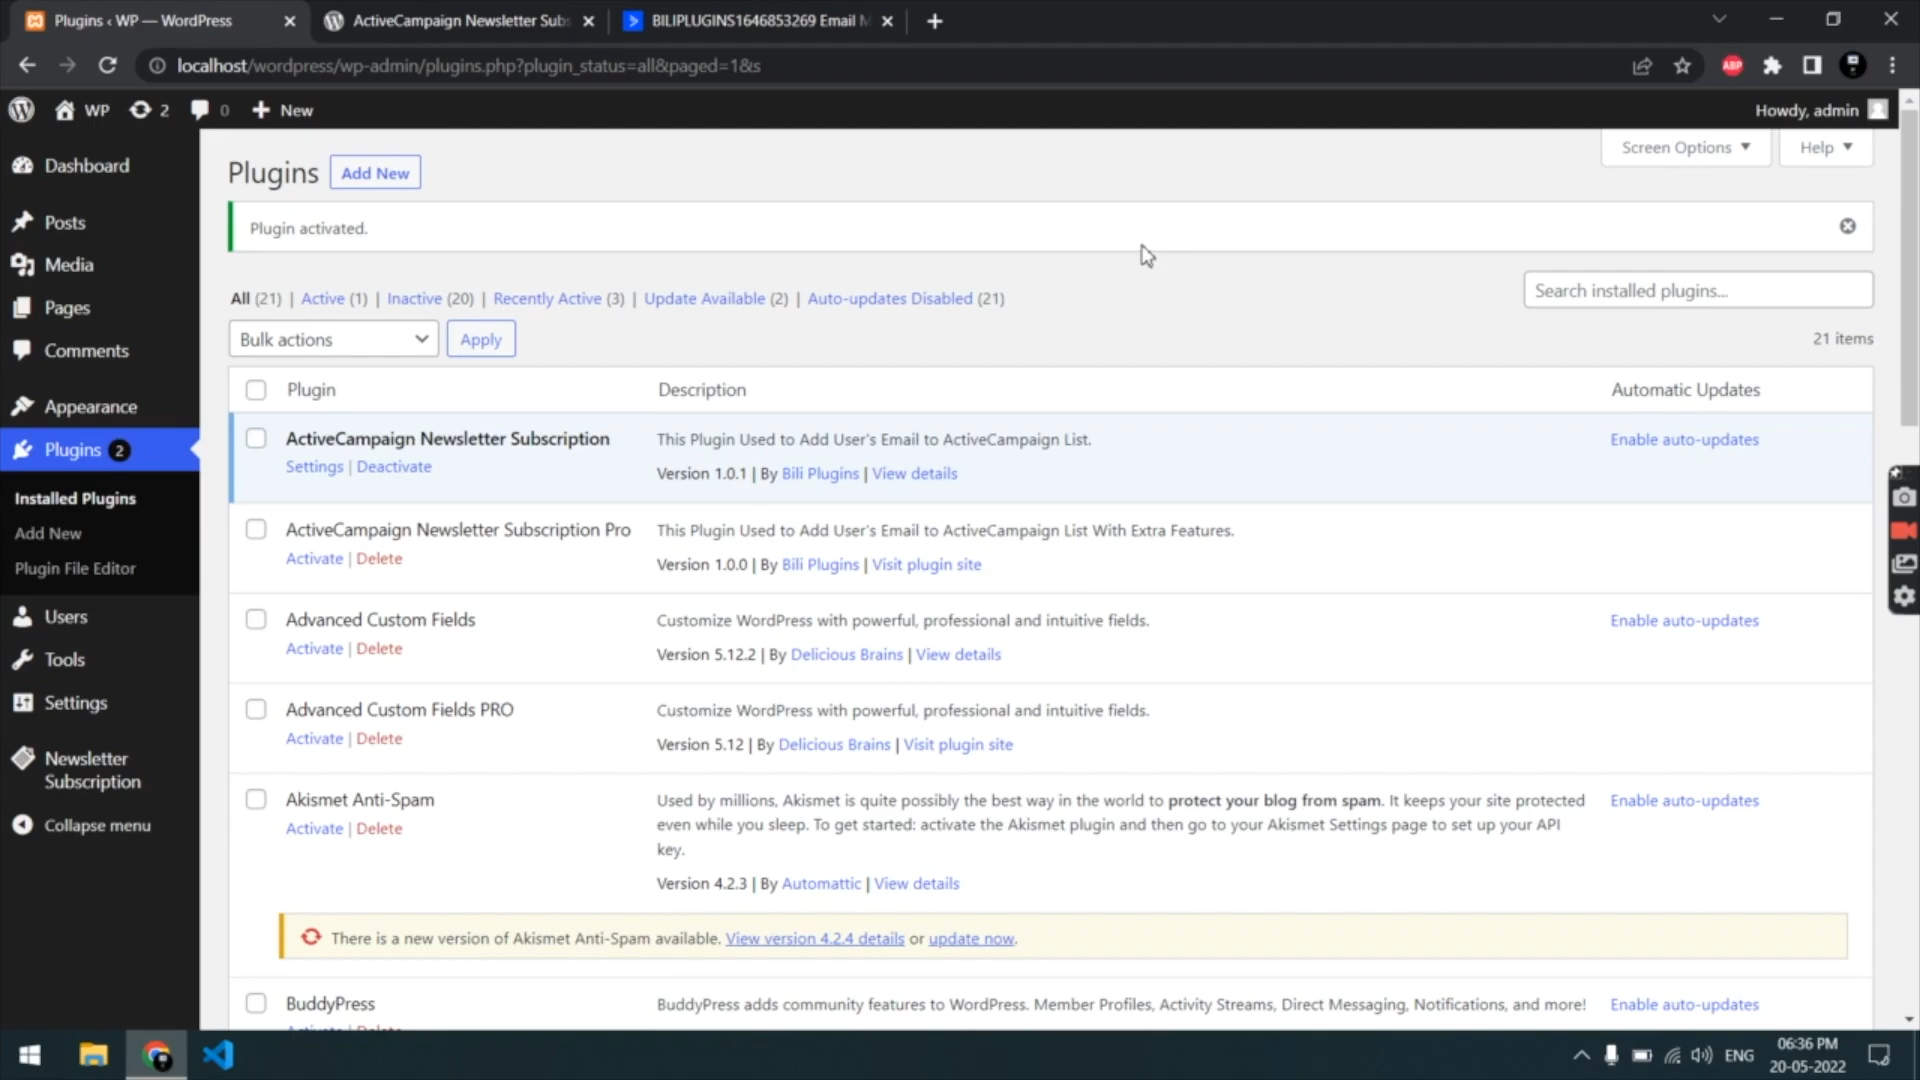 Plugins ‹ WP — WordPress
ActiveCampaign Newsletter Subs
BILIPLUGINS1646853269 Email M
localhost/wordpress/wp-admin/plugins.php?plugin_status=all&paged=1&s
ABP
WP
2
0
New
Howdy, admin
Dashboard
Posts
Media
Pages
Comments
Appearance
Plugins 2
Installed Plugins
Add New
Plugin File Editor
Users
Tools
Settings
Newsletter
Subscription
Collapse menu
Screen Options
Help
Plugins
Add New
Plugin activated.
All (21) | Active (1) | Inactive (20) | Recently Active (3) | Update Available (2) | Auto-updates Disabled (21)
Search installed plugins...
Bulk actions
Apply
21 items
Plugin
Description
Automatic Updates
ActiveCampaign Newsletter Subscription
Settings | Deactivate
This Plugin Used to Add User's Email to ActiveCampaign List.
Version 1.0.1 | By Bili Plugins | View details
Enable auto-updates
ActiveCampaign Newsletter Subscription Pro
Activate | Delete
This Plugin Used to Add User's Email to ActiveCampaign List With Extra Features.
Version 1.0.0 | By Bili Plugins | Visit plugin site
Advanced Custom Fields
Activate | Delete
Customize WordPress with powerful, professional and intuitive fields.
Version 5.12.2 | By Delicious Brains | View details
Enable auto-updates
Advanced Custom Fields PRO
Activate | Delete
Customize WordPress with powerful, professional and intuitive fields.
Version 5.12 | By Delicious Brains | Visit plugin site
Akismet Anti-Spam
Activate | Delete
Used by millions, Akismet is quite possibly the best way in the world to protect your blog from spam. It keeps your site protected
even while you sleep. To get started: activate the Akismet plugin and then go to your Akismet Settings page to set up your API
key.
Version 4.2.3 | By Automattic | View details
Enable auto-updates
There is a new version of Akismet Anti-Spam available. View version 4.2.4 details or update now.
BuddyPress
Activate | Delete
BuddyPress adds community features to WordPress. Member Profiles, Activity Streams, Direct Messaging, Notifications, and more!
Enable auto-updates
ENG
06:36 PM
20-05-2022